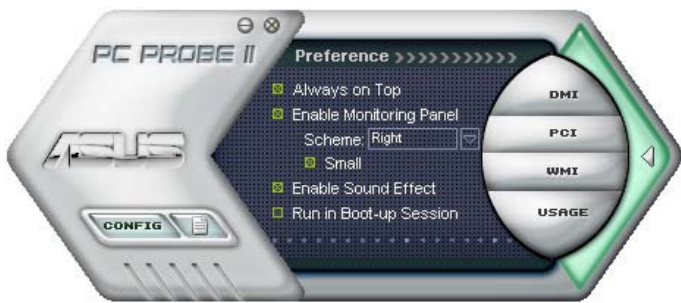 PC PROBE II
ASUS
CONFIG
Preference
Always on Top
Enable Monitoring Panel
Scheme: Right
Small
Enable Sound Effect
Run in Boot-up Session
DMI
PCI
WMI
USAGE